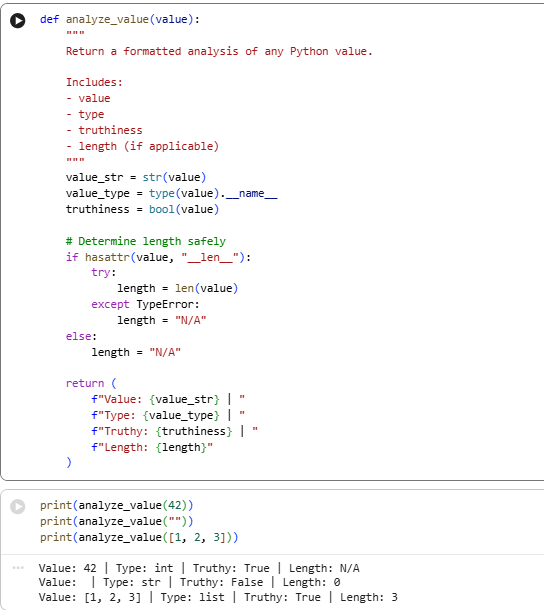 def analyze_value(value):
    """
    Return a formatted analysis of any Python value.

    Includes:
    - value
    - type
    - truthiness
    - length (if applicable)
    """
    value_str = str(value)
    value_type = type(value).__name__
    truthiness = bool(value)

    # Determine length safely
    if hasattr(value, "__len__"):
        try:
            length = len(value)
        except TypeError:
            length = "N/A"
    else:
        length = "N/A"

    return (
        f"Value: {value_str} | "
        f"Type: {value_type} | "
        f"Truthy: {truthiness} | "
        f"Length: {length}"
    )
print(analyze_value(42))
print(analyze_value(""))
print(analyze_value([1, 2, 3]))
Value: 42 | Type: int | Truthy: True | Length: N/A
Value:  | Type: str | Truthy: False | Length: 0
Value: [1, 2, 3] | Type: list | Truthy: True | Length: 3